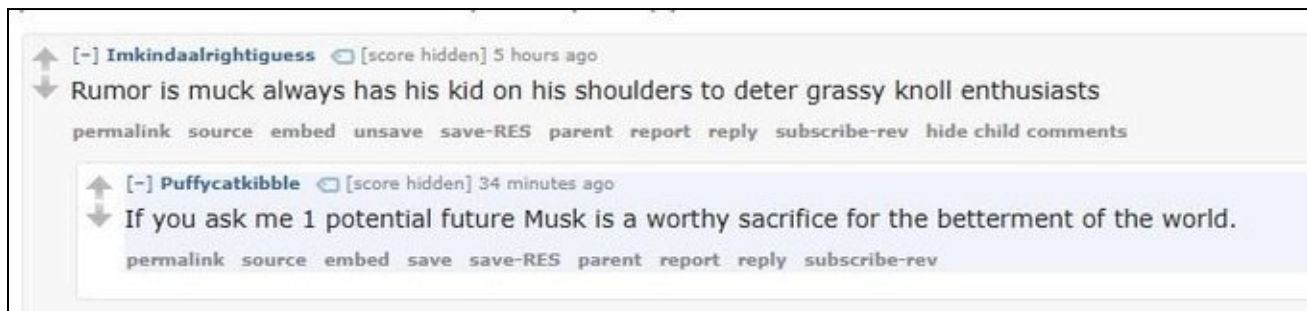 [-] Imkindaalrightiguess [score hidden] 5 hours ago
Rumor is muck always has his kid on his shoulders to deter grassy knoll enthusiasts
permalink source embed unsave save-RES parent report reply subscribe-rev hide child comments
[-] Puffycatkibble [score hidden] 34 minutes ago
If you ask me 1 potential future Musk is a worthy sacrifice for the betterment of the world.
permalink source embed save save-RES parent report reply subscribe-rev